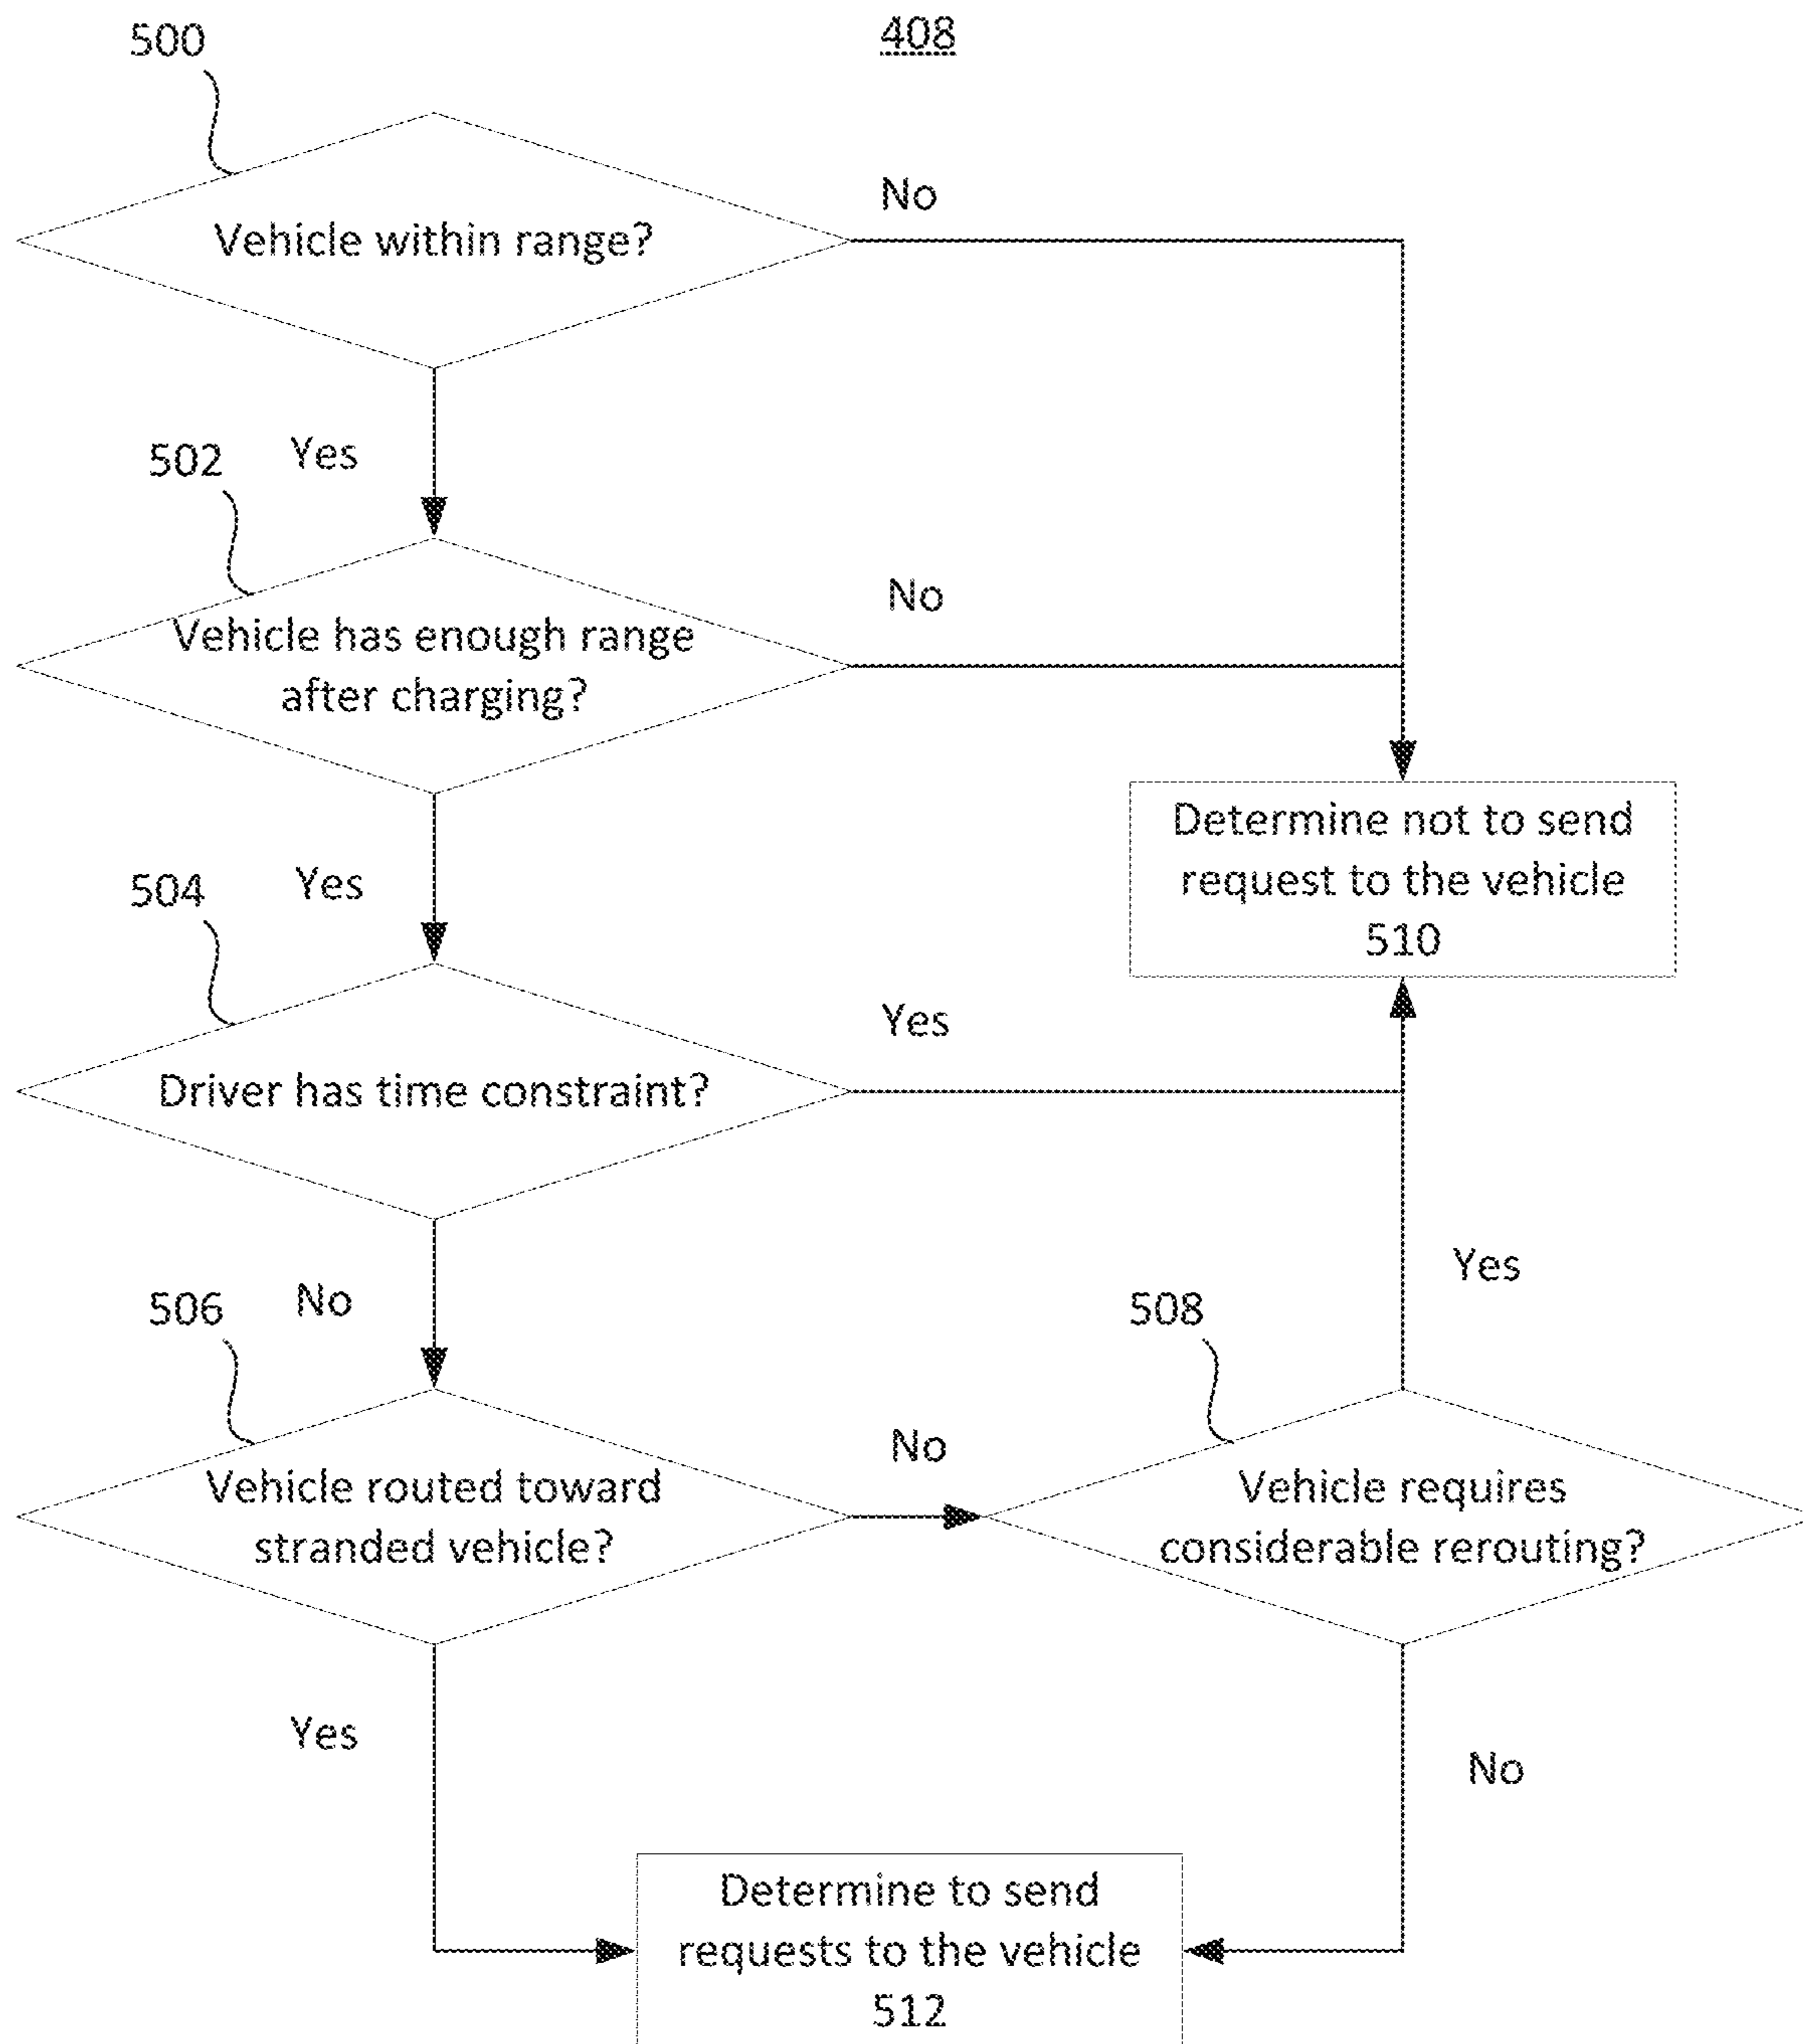 408
500
Vehicle within range?
No
Yes
502
Vehicle has enough range
after charging?
No
Yes
504
Driver has time constraint?
Yes
No
506
Vehicle routed toward
stranded vehicle?
No
Yes
508
Vehicle requires
considerable rerouting?
Yes
No
Determine not to send
request to the vehicle
510
Determine to send
requests to the vehicle
512